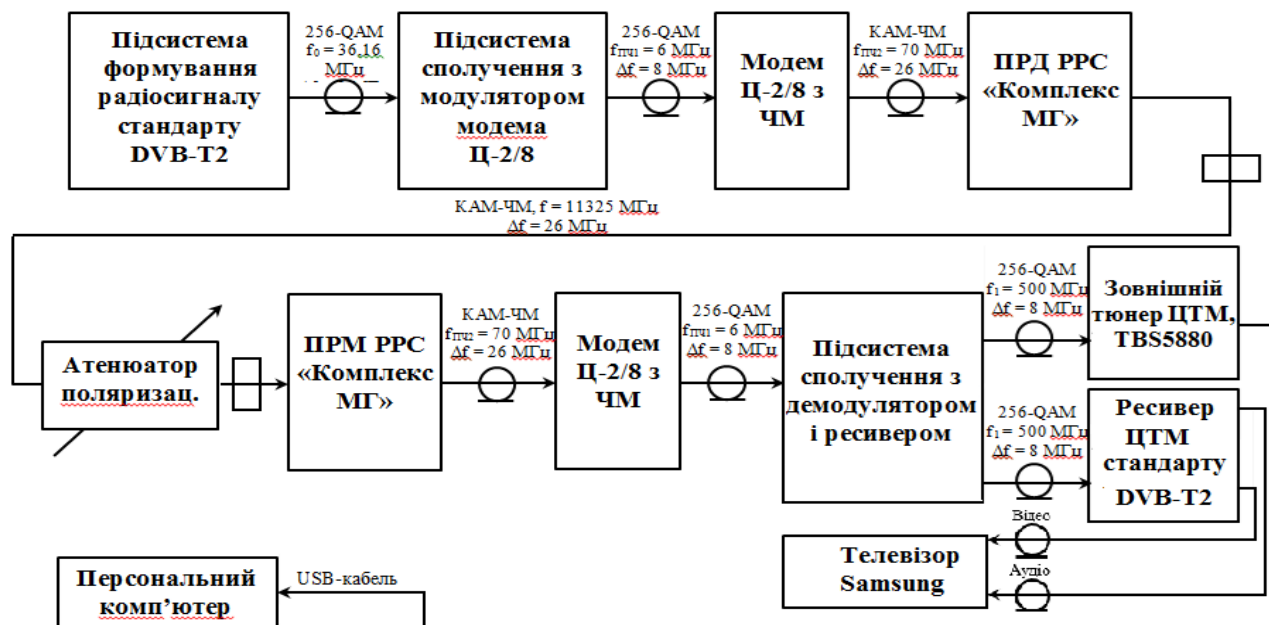 Підсистема
формування
радіосигналу
стандарту
DVB-T2
256-QAM
f₀ = 36,16
МГц
Підсистема
сполучення з
модулятором
модема
Ц-2/8
256-QAM
fпч1 = 6 МГц
Δf = 8 МГц
Модем
Ц-2/8 з
ЧМ
КАМ-ЧМ
fпч2 = 70 МГц
Δf = 26 МГц
ПРД РРС
«Комплекс
МГ»
КАМ-ЧМ, f = 11325 МГц
Δf = 26 МГц
Атенюатор
поляризац.
ПРМ РРС
«Комплекс
МГ»
КАМ-ЧМ
fпч2 = 70 МГц
Δf = 26 МГц
Модем
Ц-2/8 з
ЧМ
256-QAM
fпч1 = 6 МГц
Δf = 8 МГц
Підсистема
сполучення з
демодулятором
і ресивером
256-QAM
f₁ = 500 МГц
Δf = 8 МГц
Зовнішній
тюнер ЦТМ,
TBS5880
256-QAM
f₁ = 500 МГц
Δf = 8 МГц
Ресивер
ЦТМ
стандарту
DVB-T2
Відео
Аудіо
Телевізор
Samsung
Персональний
комп’ютер
USB-кабель